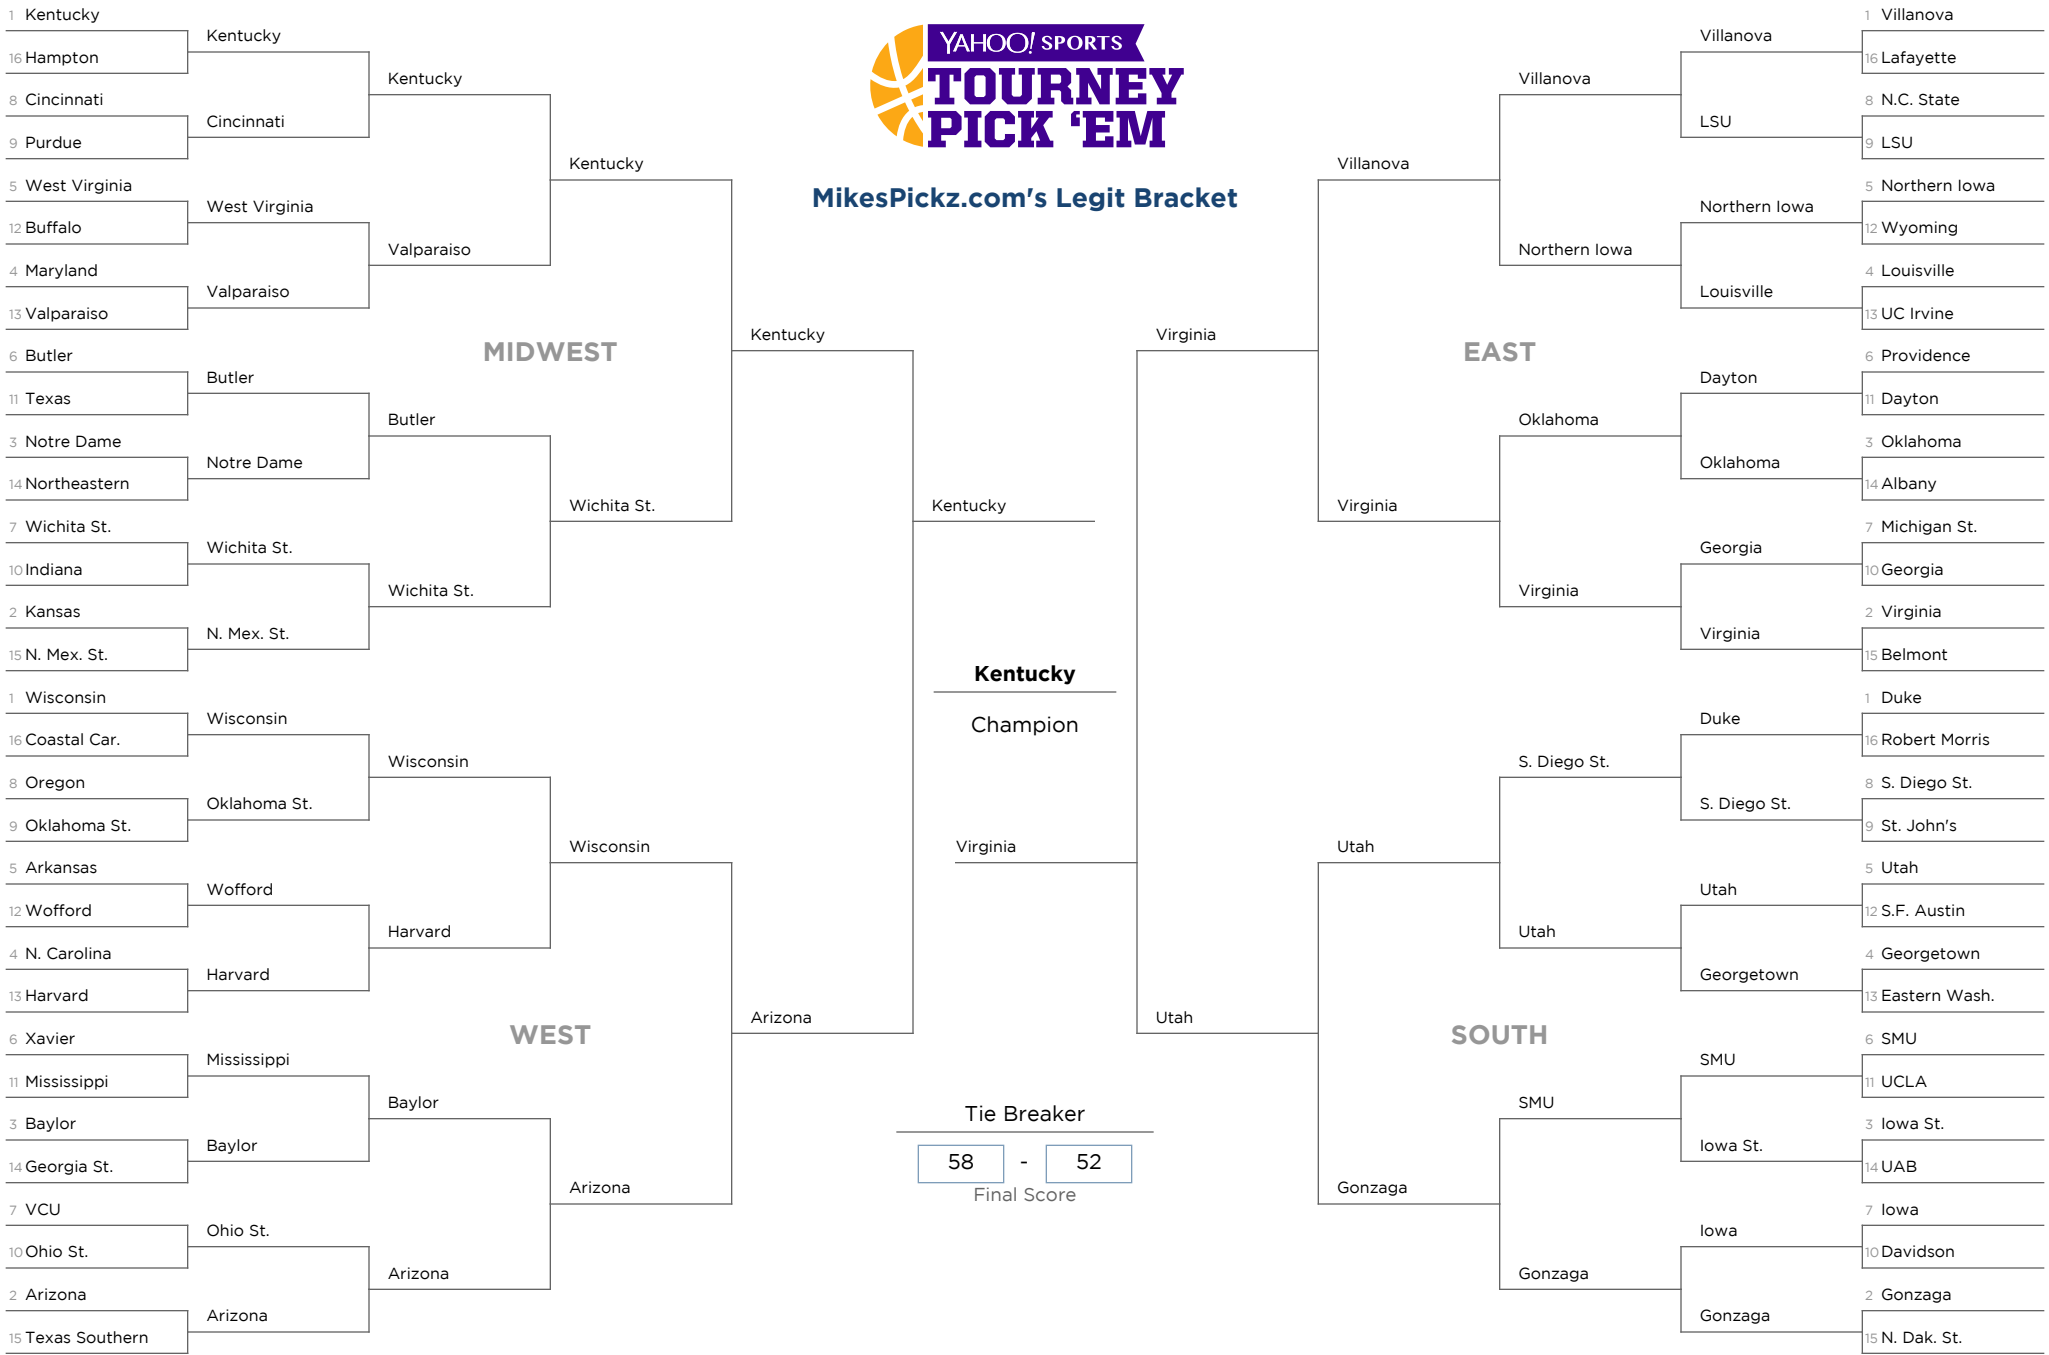 YAHOO! SPORTS
TOURNEY
PICK 'EM
MikesPickz.com's Legit Bracket
MIDWEST
1 Kentucky
16 Hampton
8 Cincinnati
9 Purdue
5 West Virginia
12 Buffalo
4 Maryland
13 Valparaiso
6 Butler
11 Texas
3 Notre Dame
14 Northeastern
7 Wichita St.
10 Indiana
2 Kansas
15 N. Mex. St.
Kentucky
Cincinnati
West Virginia
Valparaiso
Butler
Notre Dame
Wichita St.
N. Mex. St.
Kentucky
Valparaiso
Butler
Wichita St.
Kentucky
Wichita St.
Kentucky
WEST
1 Wisconsin
16 Coastal Car.
8 Oregon
9 Oklahoma St.
5 Arkansas
12 Wofford
4 N. Carolina
13 Harvard
6 Xavier
11 Mississippi
3 Baylor
14 Georgia St.
7 VCU
10 Ohio St.
2 Arizona
15 Texas Southern
Wisconsin
Oklahoma St.
Wofford
Harvard
Mississippi
Baylor
Ohio St.
Arizona
Wisconsin
Harvard
Baylor
Arizona
Wisconsin
Arizona
Arizona
Kentucky
Kentucky
Champion
Virginia
Tie Breaker
58 - 52
Final Score
EAST
1 Villanova
16 Lafayette
8 N.C. State
9 LSU
5 Northern Iowa
12 Wyoming
4 Louisville
13 UC Irvine
6 Providence
11 Dayton
3 Oklahoma
14 Albany
7 Michigan St.
10 Georgia
2 Virginia
15 Belmont
Villanova
LSU
Northern Iowa
Louisville
Dayton
Oklahoma
Georgia
Virginia
Villanova
Northern Iowa
Oklahoma
Virginia
Villanova
Virginia
Virginia
SOUTH
1 Duke
16 Robert Morris
8 S. Diego St.
9 St. John's
5 Utah
12 S.F. Austin
4 Georgetown
13 Eastern Wash.
6 SMU
11 UCLA
3 Iowa St.
14 UAB
7 Iowa
10 Davidson
2 Gonzaga
15 N. Dak. St.
Duke
S. Diego St.
Utah
Georgetown
SMU
Iowa St.
Iowa
Gonzaga
S. Diego St.
Utah
SMU
Gonzaga
Utah
Gonzaga
Utah